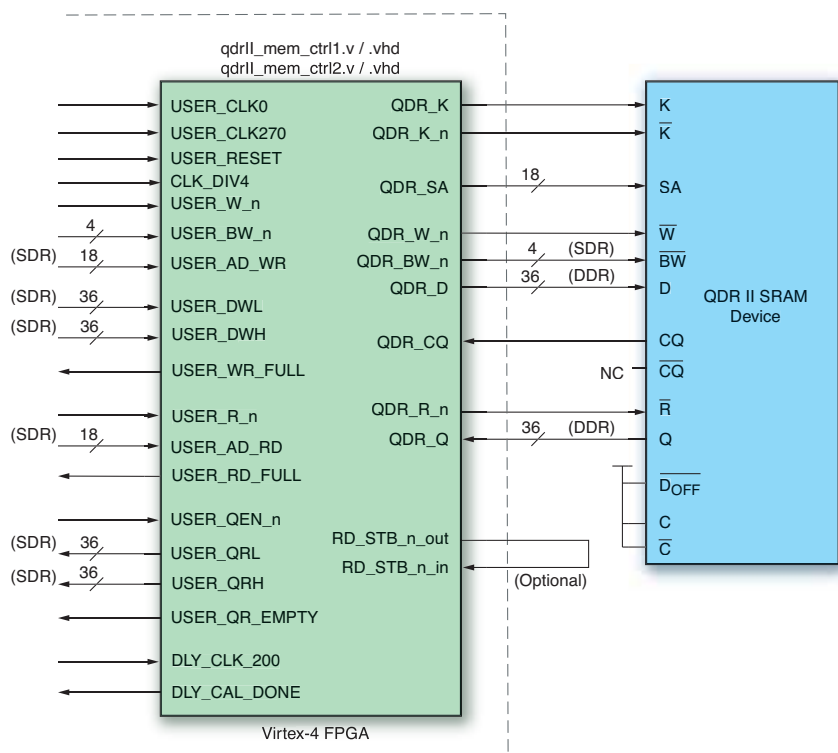 qdrII_mem_ctrl1.v / .vhd
qdrII_mem_ctrl2.v / .vhd
USER_CLK0
QDR_K
K
USER_CLK270
QDR_K_n
K
USER_RESET
CLK_DIV4
QDR_SA
18
SA
USER_W_n
4
USER_BW_n
QDR_W_n
W
(SDR)
18
USER_AD_WR
QDR_BW_n
4
(SDR)
BW
QDR_D
36
(DDR)
D
(SDR)
36
USER_DWL
QDR II SRAM
Device
(SDR)
36
USER_DWH
QDR_CQ
CQ
USER_WR_FULL
NC
CQ
USER_R_n
QDR_R_n
R
(SDR)
18
USER_AD_RD
QDR_Q
36
(DDR)
Q
USER_RD_FULL
DOFF
USER_QEN_n
C
(SDR)
36
USER_QRL
RD_STB_n_out
C
(SDR)
36
USER_QRH
RD_STB_n_in
(Optional)
USER_QR_EMPTY
DLY_CLK_200
DLY_CAL_DONE
Virtex-4 FPGA